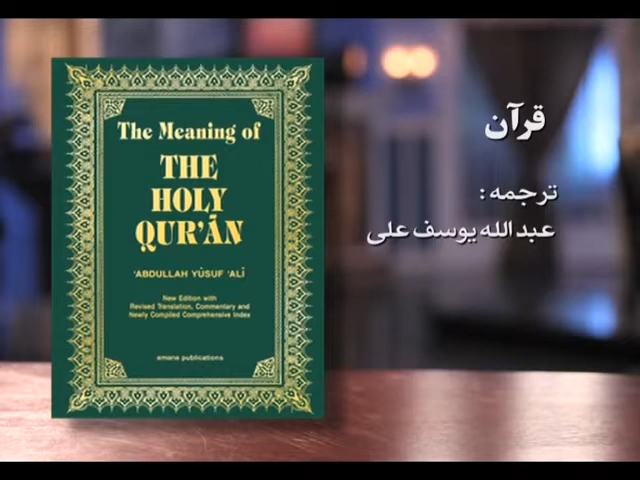 The Meaning of
THE
HOLY
QUR'ĀN
'ABDULLAH YŪSUF 'ALĪ
New Edition with
Revised Translation, Commentary and
Newly Compiled Comprehensive Index
amana publications
قرآن
ترجمه :
عبدالله یوسف علی